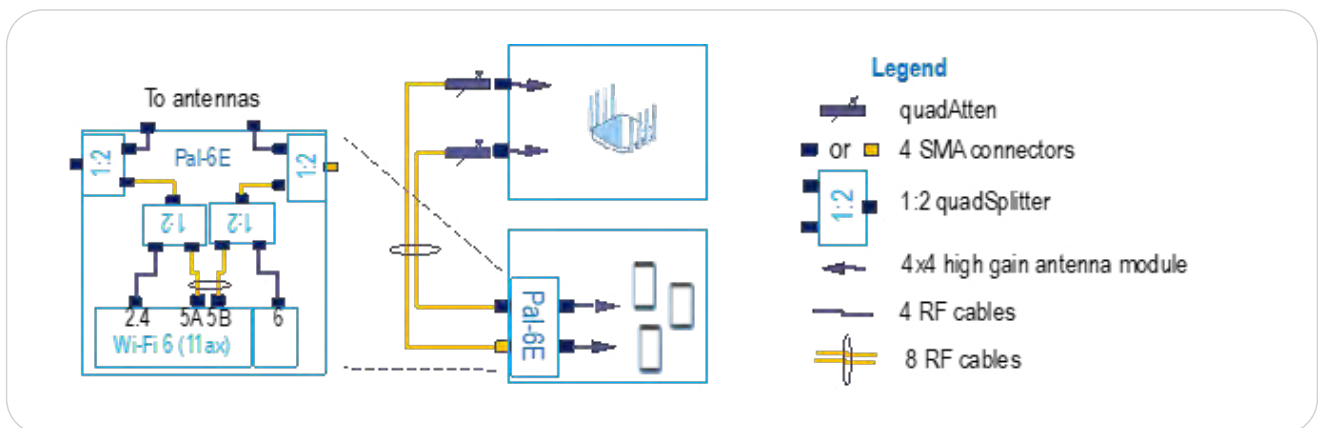 To antennas
Pal-6E
1:2
1:2
1:2
1:2
2.4 5A 5B 6
Wi-Fi 6 (11ax)
Pal-6E
Legend
quadAtten
or 4 SMA connectors
1:2 1:2 quadSplitter
4x4 high gain antenna module
4 RF cables
8 RF cables